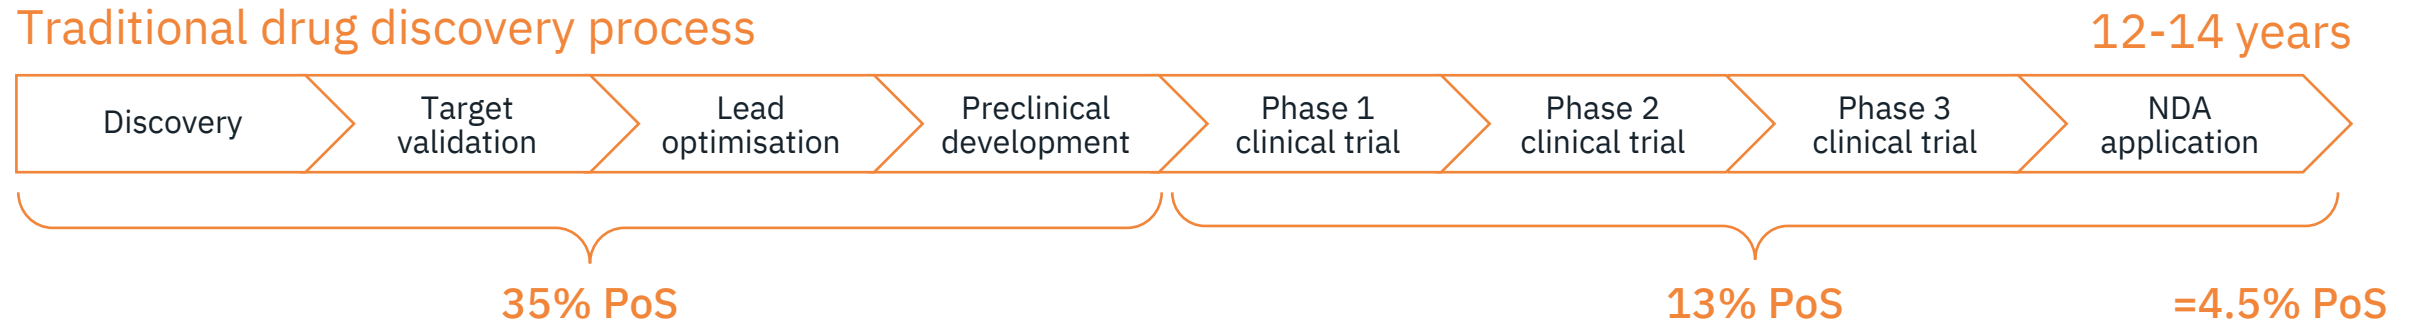 Traditional drug discovery process
12-14 years
Discovery
Target
validation
Lead
optimisation
Preclinical
development
Phase 1
clinical trial
Phase 2
clinical trial
Phase 3
clinical trial
NDA
application
35% PoS
13% PoS
=4.5% PoS